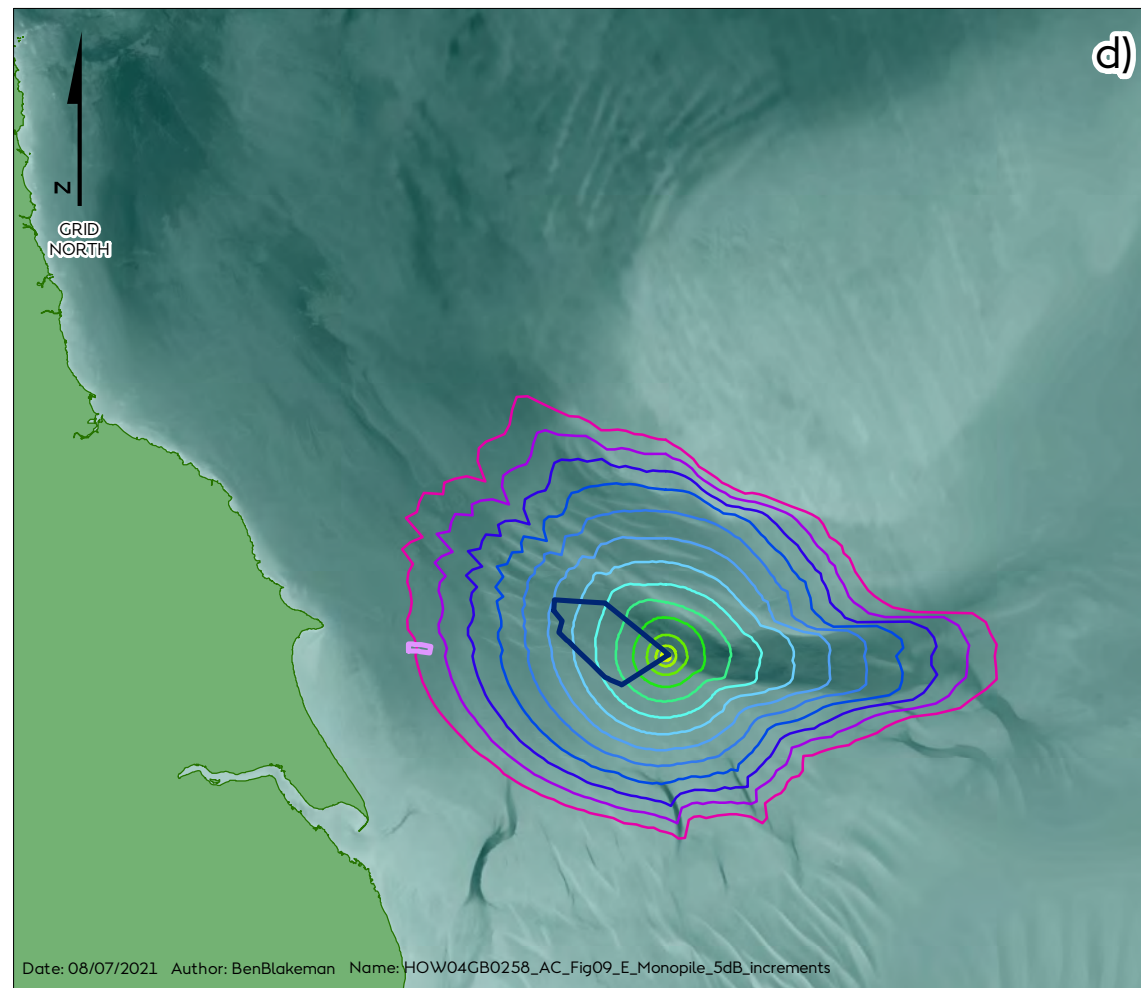 d)
N
GRID
NORTH
Date: 08/07/2021 Author: BenBlakeman Name: HOW04GB0258_AC_Fig09_E_Monopile_5dB_increments